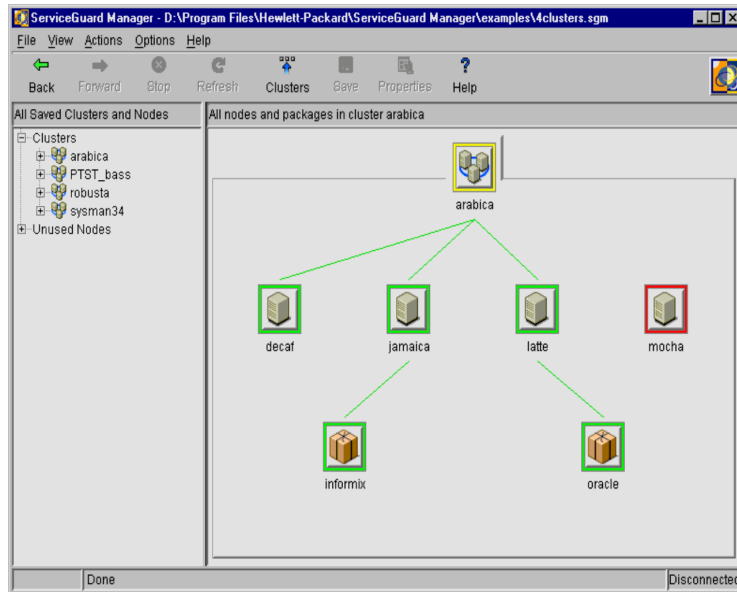 ServiceGuard Manager - D:\Program Files\Hewlett-Packard\ServiceGuard Manager\examples\4clusters.sgm
File View Actions Options Help
Back Forward Stop Refresh Clusters Save Properties Help
All Saved Clusters and Nodes
All nodes and packages in cluster arabica
Clusters
arabica
PTST_bass
robusta
sysman34
Unused Nodes
arabica
decaf jamaica latte mocha
informix oracle
Done Disconnected